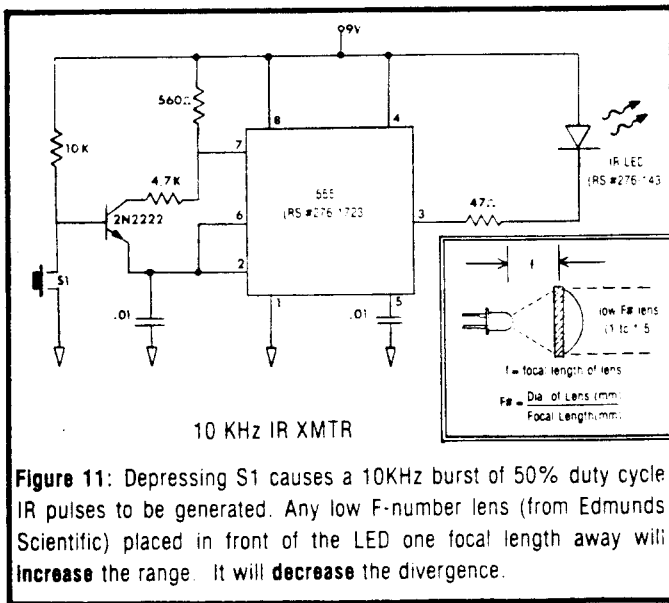 9V
560Ω
8
4
10K
7
4.7K
555
(RS #276-1723
IR LED
(RS #276-143
2N2222
6
3
47Ω
S1
2
.01
1
5
.01
f
low F# lens
(1 to 1.5
f = focal length of lens
F# = Dia of Lens (mm)
Focal Length (mm)
10 KHz IR XMTR
Figure 11: Depressing S1 causes a 10KHz burst of 50% duty cycle
IR pulses to be generated. Any low F-number lens (from Edmunds
Scientific) placed in front of the LED one focal length away will
increase the range. It will decrease the divergence.